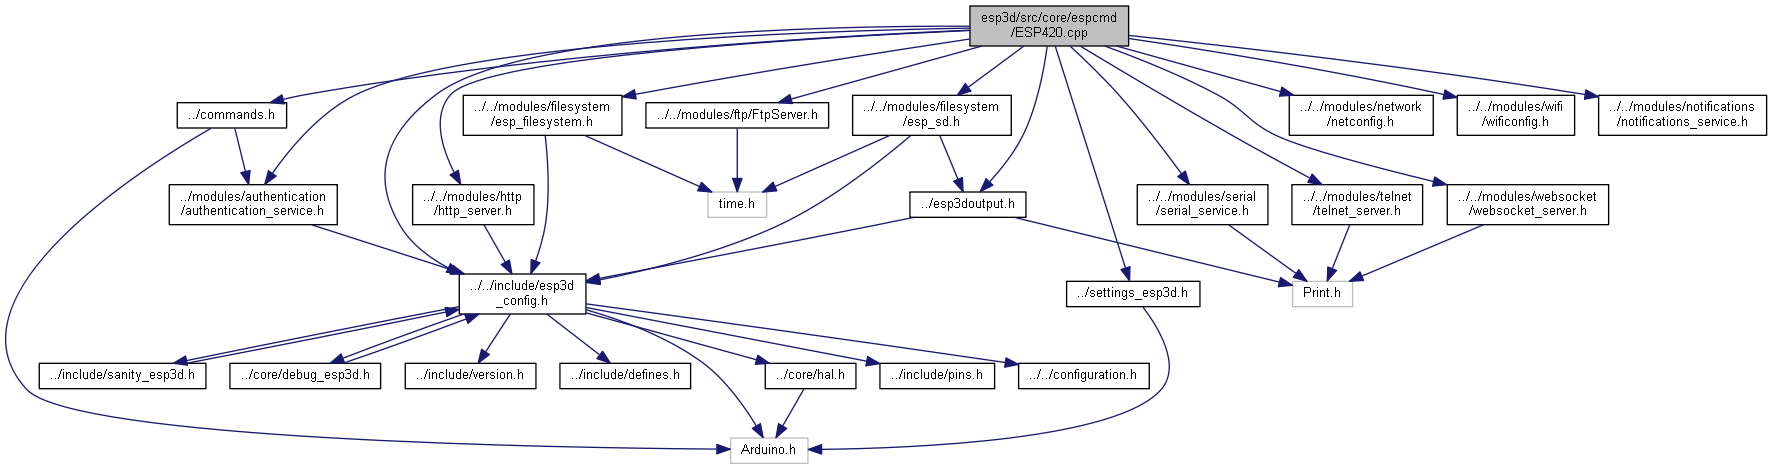 esp3d/src/core/espcmd
/ESP420.cpp
../commands.h
../../modules/filesystem
/esp_filesystem.h
../../modules/ftp/FtpServer.h
../../modules/filesystem
/esp_sd.h
../../modules/network
/netconfig.h
../../modules/wifi
/wificonfig.h
../../modules/notifications
/notifications_service.h
../modules/authentication
/authentication_service.h
../../modules/http
/http_server.h
time.h
../esp3doutput.h
../../modules/serial
/serial_service.h
../../modules/telnet
/telnet_server.h
../../modules/websocket
/websocket_server.h
../../include/esp3d
_config.h
../settings_esp3d.h
Print.h
../include/sanity_esp3d.h
../core/debug_esp3d.h
../include/version.h
../include/defines.h
../core/hal.h
../include/pins.h
../../configuration.h
Arduino.h